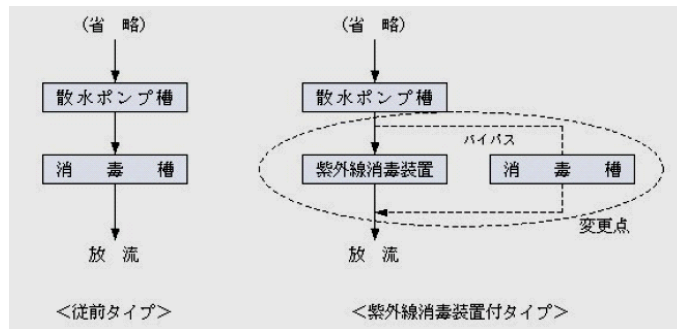 (省 略)
散水ポンプ槽
消 毒 槽
放 流
<従前タイプ>
(省 略)
散水ポンプ槽
バイパス
紫外線消毒装置
消 毒 槽
変更点
放 流
<紫外線消毒装置付タイプ>